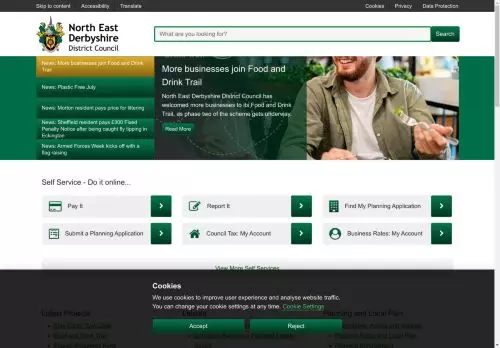 Skip to content Accessibility Translate Cookies Privacy Data Protection
North East
Derbyshire
District Council
What are you looking for?
Search
News: More businesses join Food and Drink
Trail
News: Plastic Free July
News: Morton resident pays price for littering
News: Sheffield resident pays £300 Fixed
Penalty Notice after being caught fly tipping in
Eckington
News: Armed Forces Week kicks off with a
flag raising
More businesses join Food and
Drink Trail
North East Derbyshire District Council has
welcomed more businesses to its Food and Drink
Trail, as phase two of the scheme gets underway.
Read More
Self Service - Do it online...
Pay It
Report It
Find My Planning Application
Submit a Planning Application
Council Tax: My Account
Business Rates: My Account
View More Self Services
Cookies
We use cookies to improve user experience and analyse website traffic.
You can change your cookie settings at any time. Cookie Settings
Accept
Reject